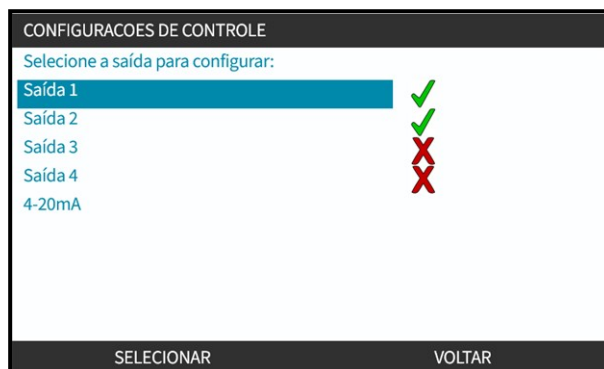 CONFIGURACOES DE CONTROLE
Selecione a saída para configurar:
Saída 1
Saída 2
Saída 3
Saída 4
4-20mA
SELECIONAR VOLTAR